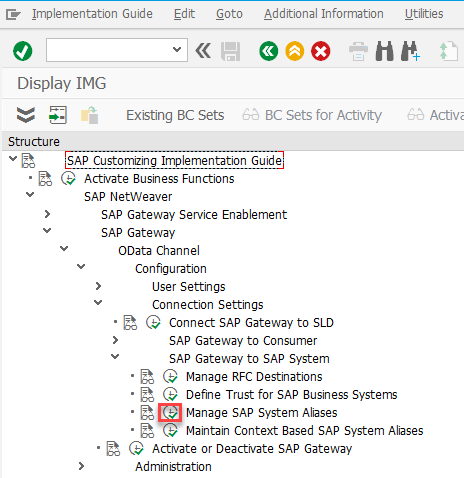 Implementation Guide Edit Goto Additional Information Utilities
Display IMG
Existing BC Sets BC Sets for Activity Activa
Structure
SAP Customizing Implementation Guide
Activate Business Functions
SAP NetWeaver
SAP Gateway Service Enablement
SAP Gateway
OData Channel
Configuration
User Settings
Connection Settings
Connect SAP Gateway to SLD
SAP Gateway to Consumer
SAP Gateway to SAP System
Manage RFC Destinations
Define Trust for SAP Business Systems
Manage SAP System Aliases
Maintain Context Based SAP System Aliases
Activate or Deactivate SAP Gateway
Administration